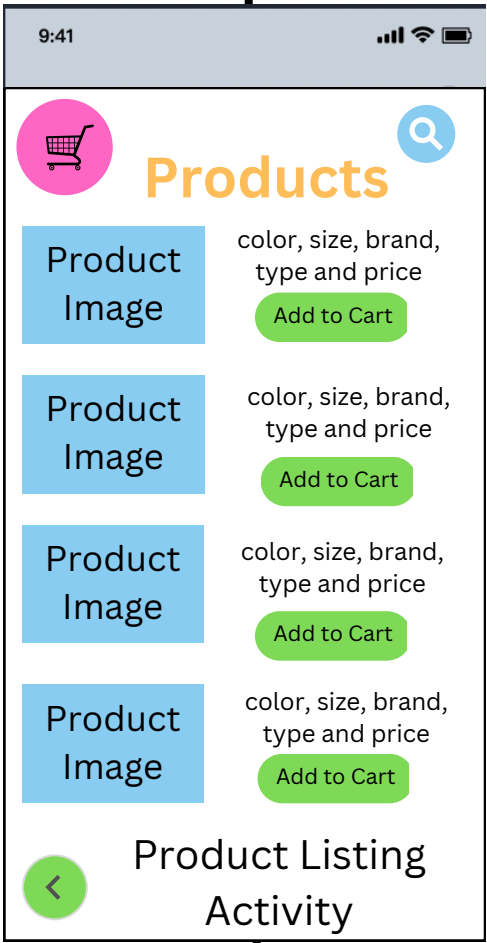 9:41
Products
Product
Image
color, size, brand,
type and price
Add to Cart
Product
Image
color, size, brand,
type and price
Add to Cart
Product
Image
color, size, brand,
type and price
Add to Cart
Product
Image
color, size, brand,
type and price
Add to Cart
Product Listing
Activity